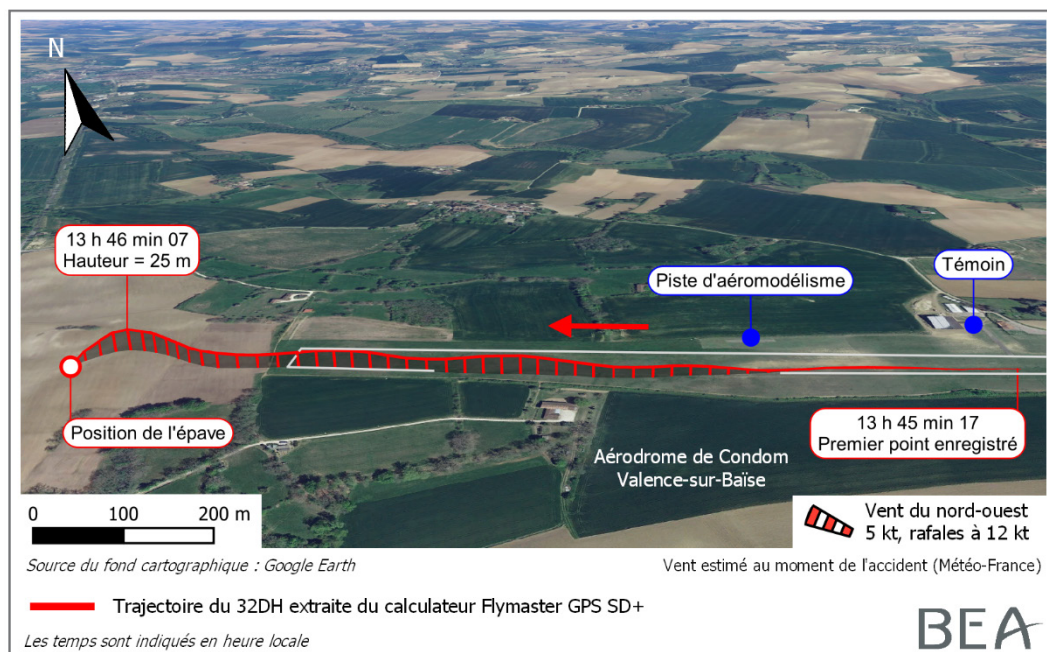 N
13 h 46 min 07
Hauteur = 25 m
Piste d'aéromodélisme
Témoin
Position de l'épave
13 h 45 min 17
Premier point enregistré
Aérodrome de Condom
Valence-sur-Baïse
0 100 200 m
Vent du nord-ouest
5 kt, rafales à 12 kt
Source du fond cartographique : Google Earth
Vent estimé au moment de l'accident (Météo-France)
Trajectoire du 32DH extraite du calculateur Flymaster GPS SD+
Les temps sont indiqués en heure locale
BEA